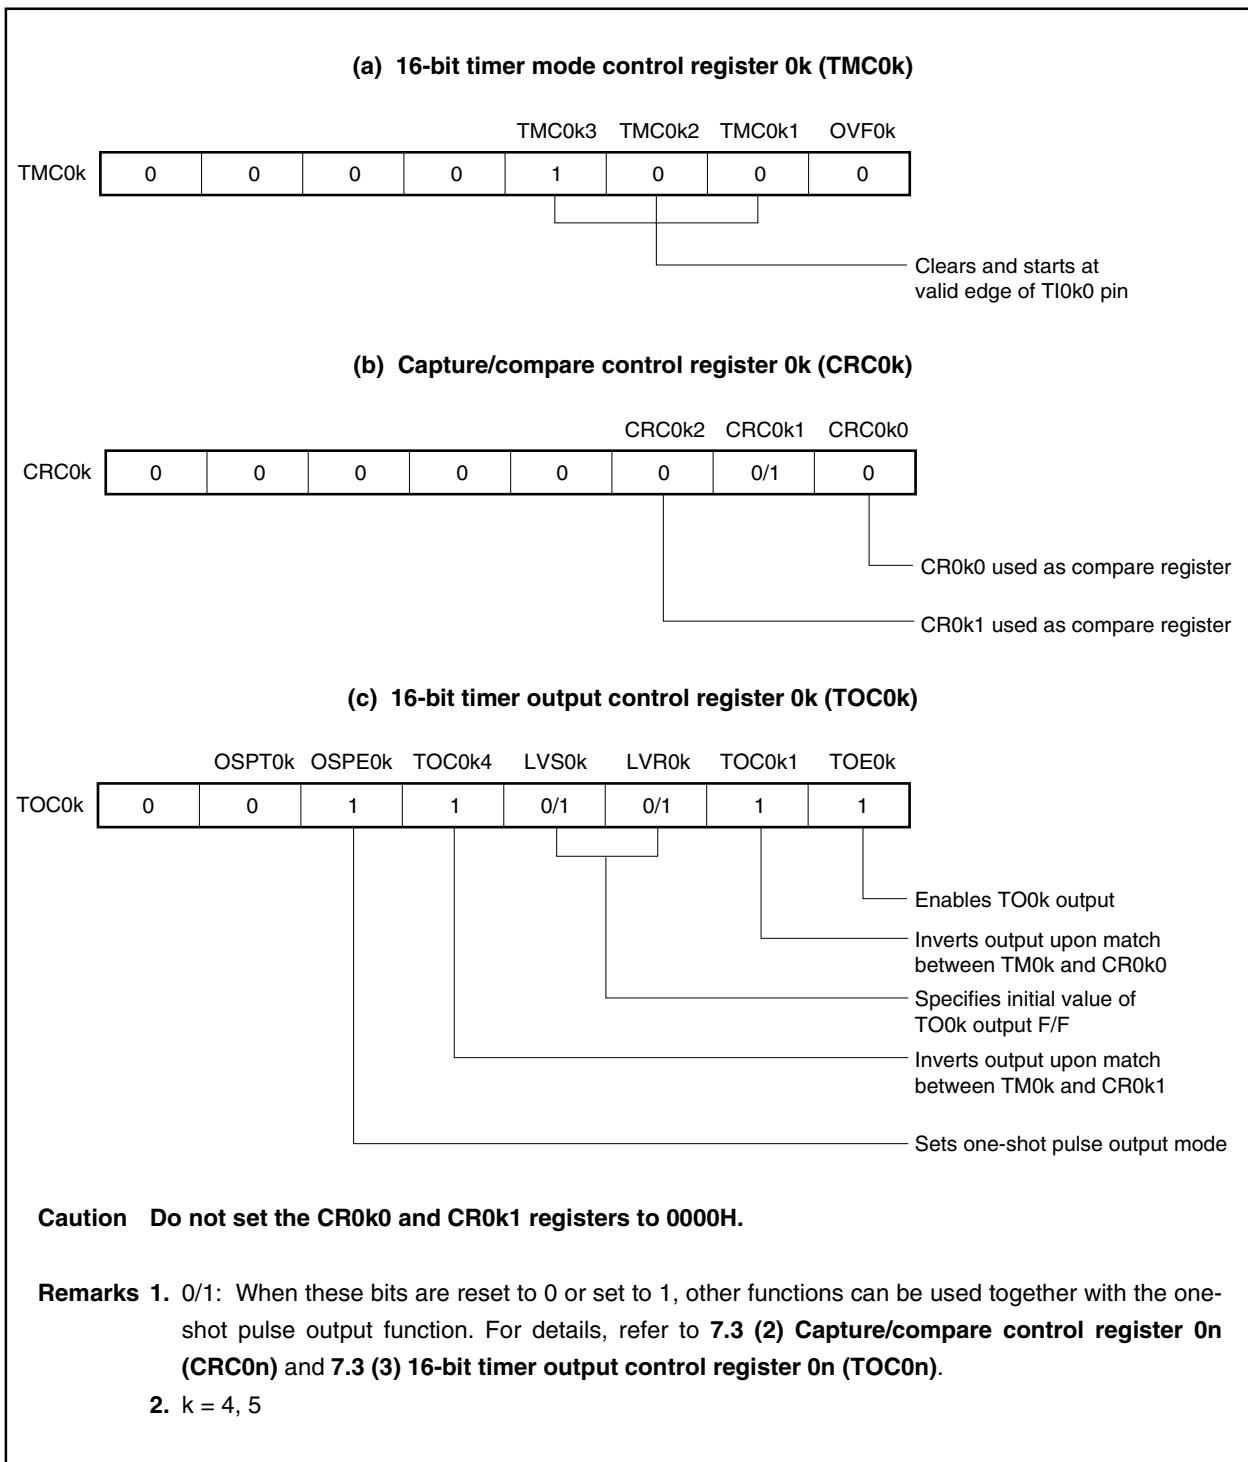 (a) 16-bit timer mode control register 0k (TMC0k)
TMC0k3 TMC0k2 TMC0k1 OVF0k
TMC0k 0 0 0 0 1 0 0 0
Clears and starts at
valid edge of TI0k0 pin
(b) Capture/compare control register 0k (CRC0k)
CRC0k2 CRC0k1 CRC0k0
CRC0k 0 0 0 0 0 0 0/1 0
CR0k0 used as compare register
CR0k1 used as compare register
(c) 16-bit timer output control register 0k (TOC0k)
OSPT0k OSPE0k TOC0k4 LVS0k LVR0k TOC0k1 TOE0k
TOC0k 0 0 1 1 0/1 0/1 1 1
Enables TO0k output
Inverts output upon match
between TM0k and CR0k0
Specifies initial value of
TO0k output F/F
Inverts output upon match
between TM0k and CR0k1
Sets one-shot pulse output mode
Caution Do not set the CR0k0 and CR0k1 registers to 0000H.
Remarks 1. 0/1: When these bits are reset to 0 or set to 1, other functions can be used together with the one-
shot pulse output function. For details, refer to 7.3 (2) Capture/compare control register 0n
(CRC0n) and 7.3 (3) 16-bit timer output control register 0n (TOC0n).
2. k = 4, 5